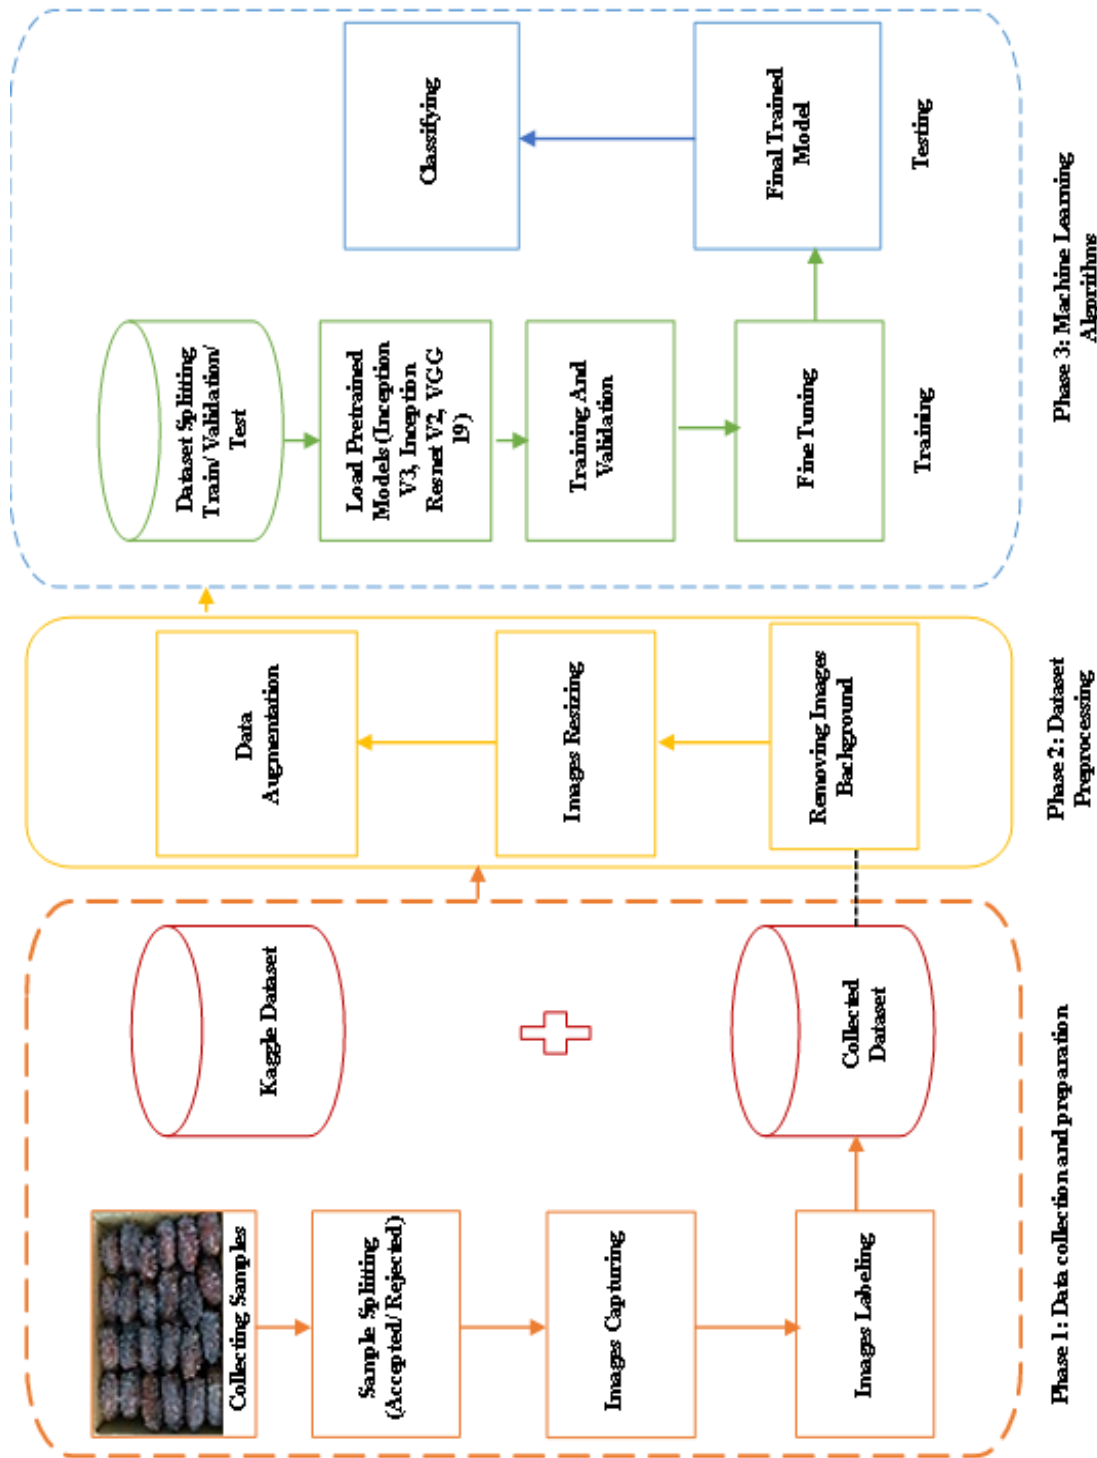 Collecting Samples
Sample Splitting
(Accepted/ Rejected)
Images Capturing
Images Labeling
Kaggle Dataset
Collected
Dataset
Phase 1: Data collection and preparation
Data
Augmentation
Images Resizing
Removing Images
Background
Phase 2: Dataset
Preprocessing
Dataset Splitting
Train/ Validation/
Test
Load Pretrained
Models (Inception
V3, Inception
Resnet V2, VGG
19)
Training And
Validation
Fine Tuning
Training
Classifying
Final Trained
Model
Testing
Phase 3: Machine Learning
Algorithms